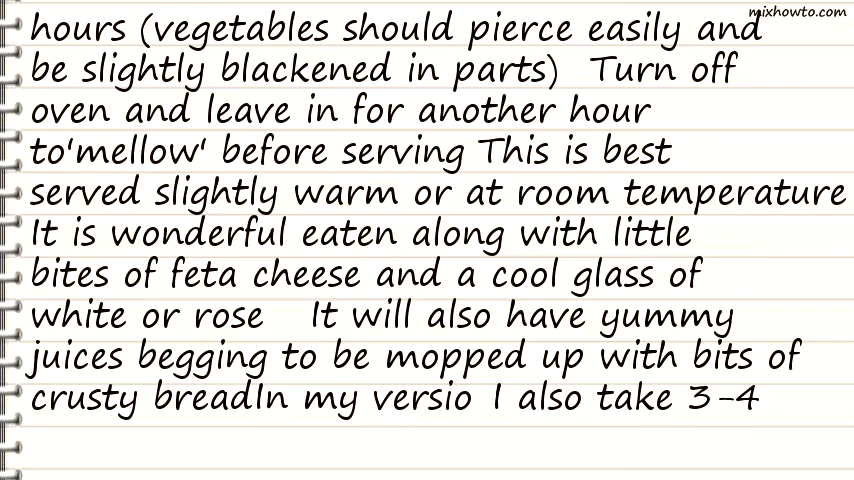 mixhowto.com
hours (vegetables should pierce easily and
be slightly blackened in parts)  Turn off
oven and leave in for another hour
to'mellow' before serving This is best
served slightly warm or at room temperature
It is wonderful eaten along with little
bites of feta cheese and a cool glass of
white or rose    It will also have yummy
juices begging to be mopped up with bits of
crusty breadIn my versio  I also take 3-4